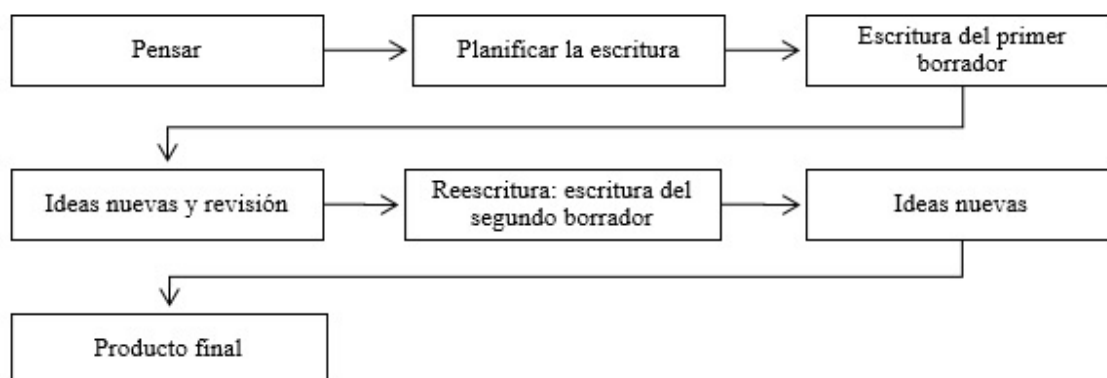 Pensar
Planificar la escritura
Escritura del primer
borrador
Ideas nuevas y revisión
Reescritura: escritura del
segundo borrador
Ideas nuevas
Producto final